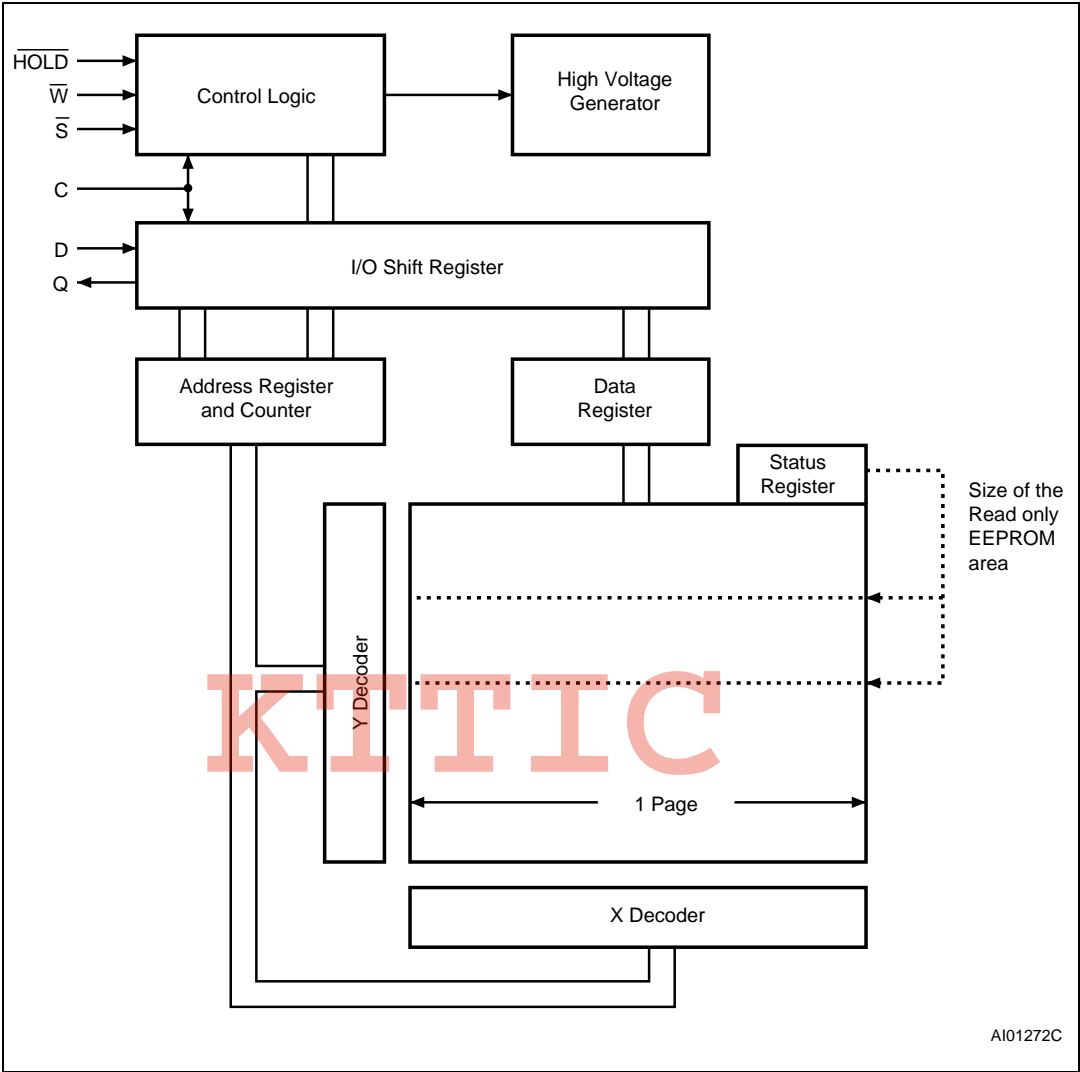 H̅O̅L̅D̅
W̅
S̅
C
D
Q
Control Logic
High Voltage
Generator
I/O Shift Register
Address Register
and Counter
Data
Register
Status
Register
Size of the
Read only
EEPROM
area
Y Decoder
KTTIC
1 Page
X Decoder
AI01272C